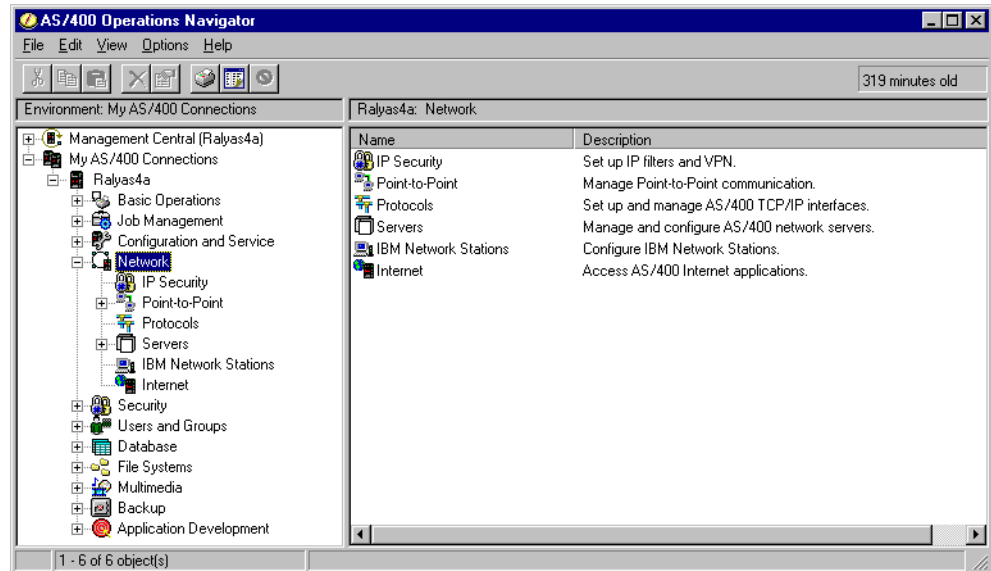 AS/400 Operations Navigator
File Edit View Options Help
319 minutes old
Environment: My AS/400 Connections
Ralyas4a: Network
Management Central (Ralyas4a)
My AS/400 Connections
Ralyas4a
Basic Operations
Job Management
Configuration and Service
Network
IP Security
Point-to-Point
Protocols
Servers
IBM Network Stations
Internet
Security
Users and Groups
Database
File Systems
Multimedia
Backup
Application Development
Name Description
IP Security Set up IP filters and VPN.
Point-to-Point Manage Point-to-Point communication.
Protocols Set up and manage AS/400 TCP/IP interfaces.
Servers Manage and configure AS/400 network servers.
IBM Network Stations Configure IBM Network Stations.
Internet Access AS/400 Internet applications.
1 - 6 of 6 object(s)